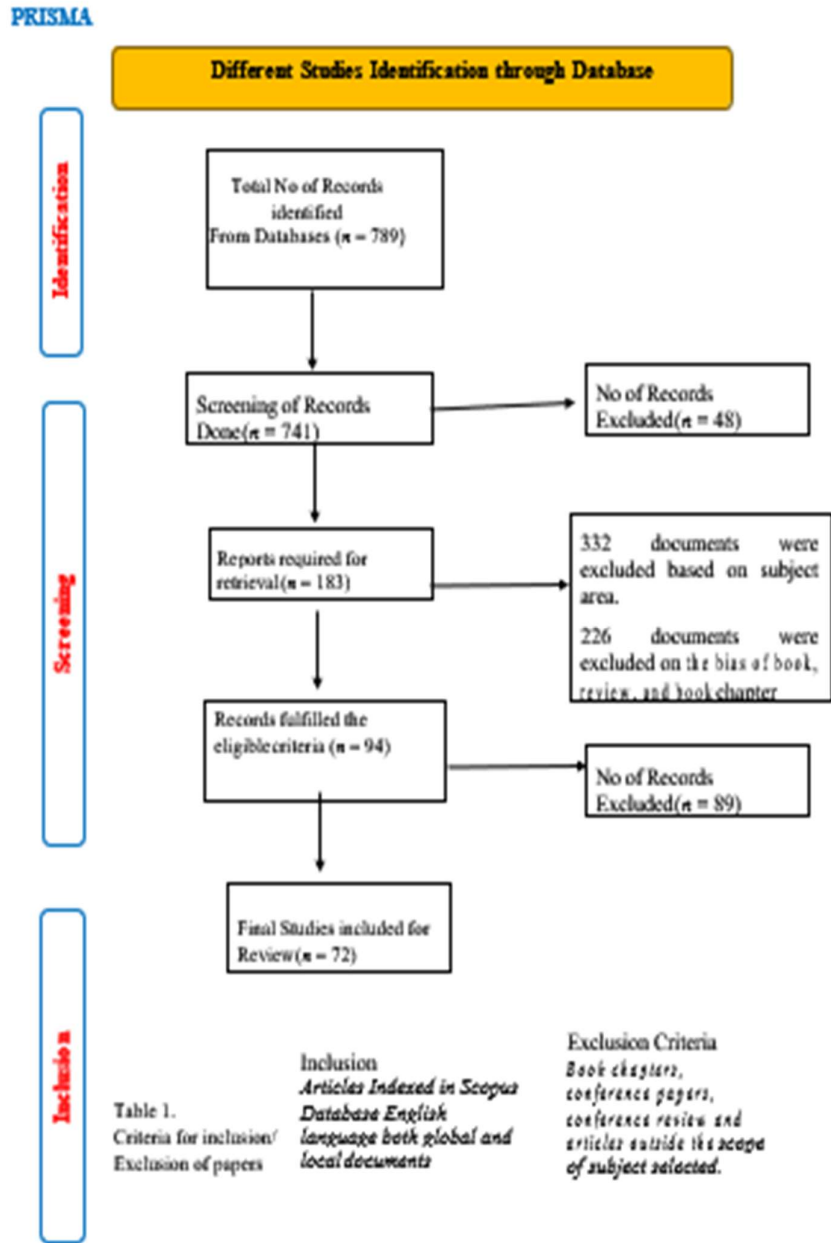 PRISMA
Different Studies Identification through Database
Identification
Total No of Records
identified
From Databases (n = 789)
Screening of Records
Done(n = 741)
No of Records
Excluded(n = 48)
Screening
Reports required for
retrieval(n = 183)
332 documents were
excluded based on subject
area.
226 documents were
excluded on the bias of book,
review, and book chapter
Records fulfilled the
eligible criteria (n = 94)
No of Records
Excluded(n = 89)
Final Studies included for
Review(n = 72)
Inclusion
Table 1.
Criteria for inclusion/
Exclusion of papers
Inclusion
Articles Indexed in Scopus
Database English
language both global and
local documents
Exclusion Criteria
Book chapters,
conference papers,
conference review and
articles outside the scope
of subject selected.